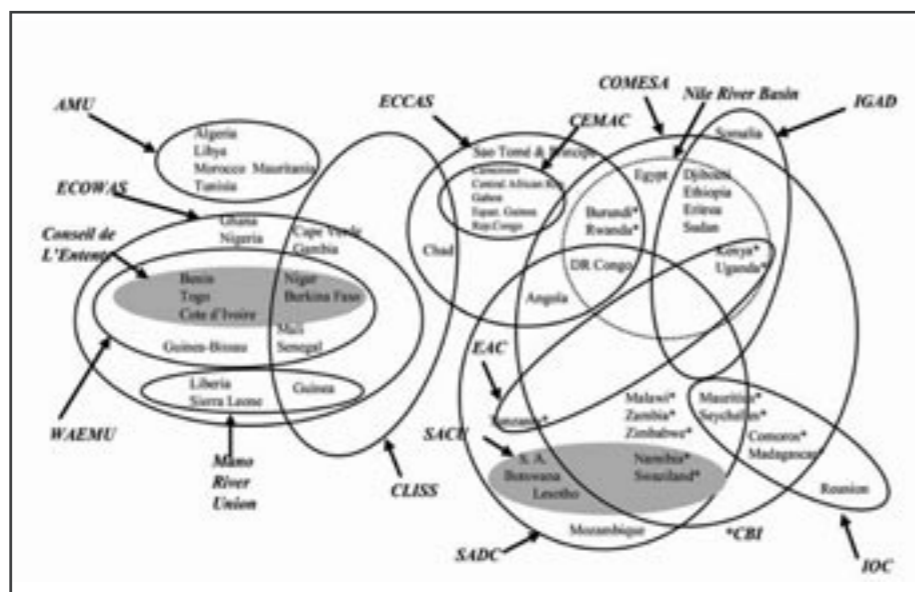 AMU
ECCAS
COMESA
Nile River Basin
IGAD
CEMAC
Algeria
Libya
Morocco Mauritania
Tunisia
Sao Tomé & Principe
Cameroon
Central African
Gabon
Equat. Guinea
Rep.Congo
Somalia
Egypt
Djibouti
Ethiopia
Eritrea
Sudan
ECOWAS
Ghana
Nigeria
Cape Verde
Gambia
Conseil de
L'Entente
Chad
Burundi*
Rwanda*
DR Congo
Kenya*
Uganda*
Angola
Benin
Togo
Cote d'Ivoire
Niger
Burkina Faso
Mali
Senegal
Guinea-Bissau
EAC
Liberia
Sierra Leone
Guinea
WAEMU
Mano
River
Union
CLISS
SACU
Tanzania*
Malawi*
Zambia*
Zimbabwe*
Mauritius*
Seychelles*
Comoros*
Madagascar*
Reunion
S. A.
Botswana
Lesotho
Namibia*
Swaziland*
Mozambique
SADC
*CBI
IOC